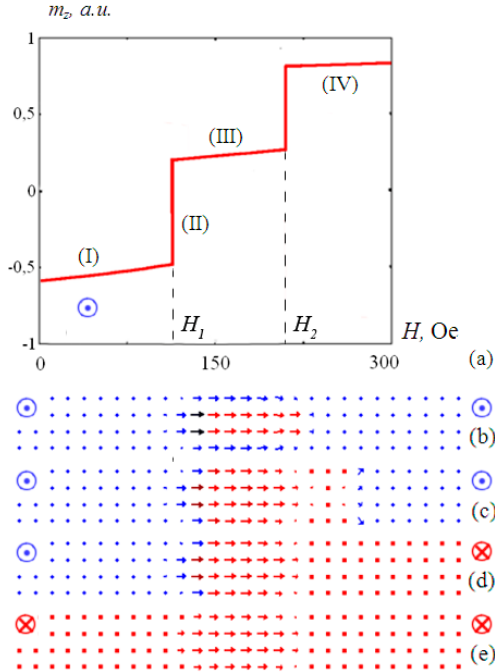 m_z, a.u.
1
0.5
0
-0.5
-1
(I)
(II)
(III)
(IV)
H_1
H_2
H, Oe
0
150
300
(a)
(b)
(c)
(d)
(e)